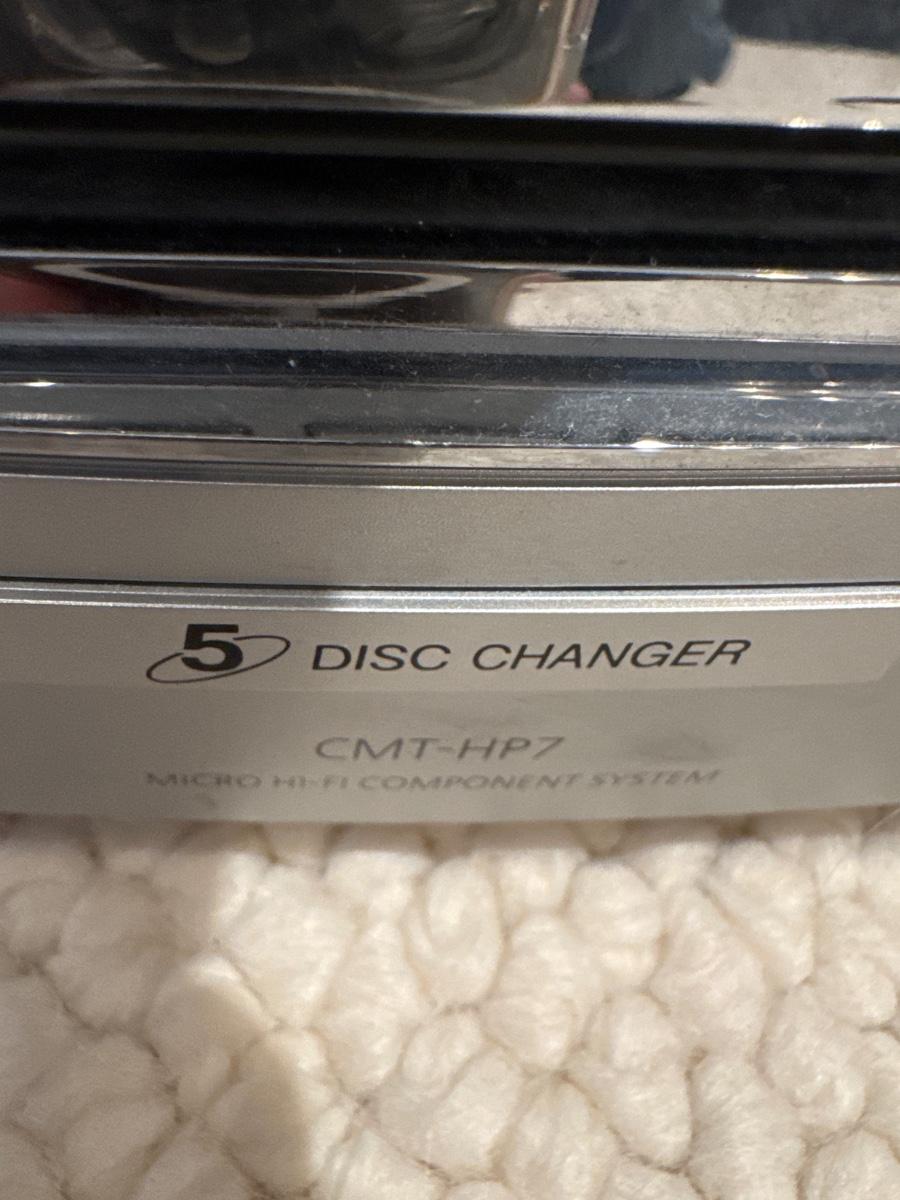 5 DISC CHANGER
CMT-HP7
MICRO HI-FI COMPONENT SYSTEM